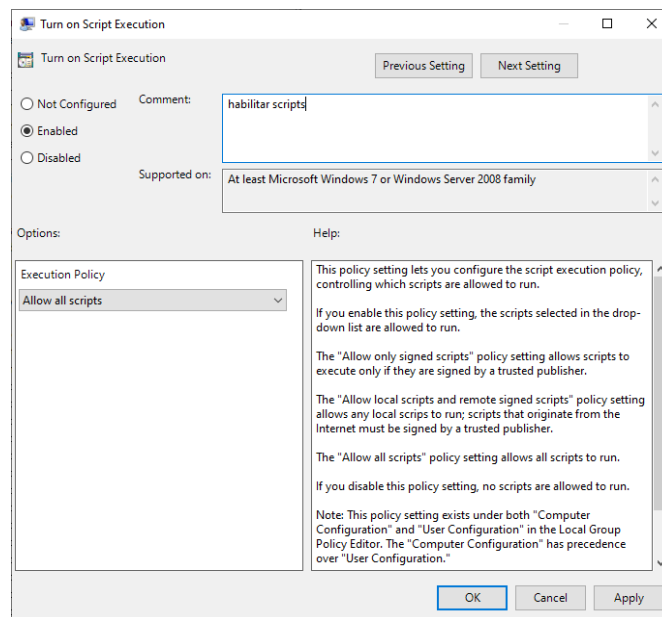 Turn on Script Execution
Turn on Script Execution
Previous Setting
Next Setting
Not Configured
Enabled
Disabled
Comment:
habilitar scripts
Supported on:
At least Microsoft Windows 7 or Windows Server 2008 family
Options:
Help:
Execution Policy
Allow all scripts
This policy setting lets you configure the script execution policy,
controlling which scripts are allowed to run.
If you enable this policy setting, the scripts selected in the drop-
down list are allowed to run.
The "Allow only signed scripts" policy setting allows scripts to
execute only if they are signed by a trusted publisher.
The "Allow local scripts and remote signed scripts" policy setting
allows any local scrips to run; scripts that originate from the
Internet must be signed by a trusted publisher.
The "Allow all scripts" policy setting allows all scripts to run.
If you disable this policy setting, no scripts are allowed to run.
Note: This policy setting exists under both "Computer
Configuration" and "User Configuration" in the Local Group
Policy Editor. The "Computer Configuration" has precedence
over "User Configuration."
OK
Cancel
Apply